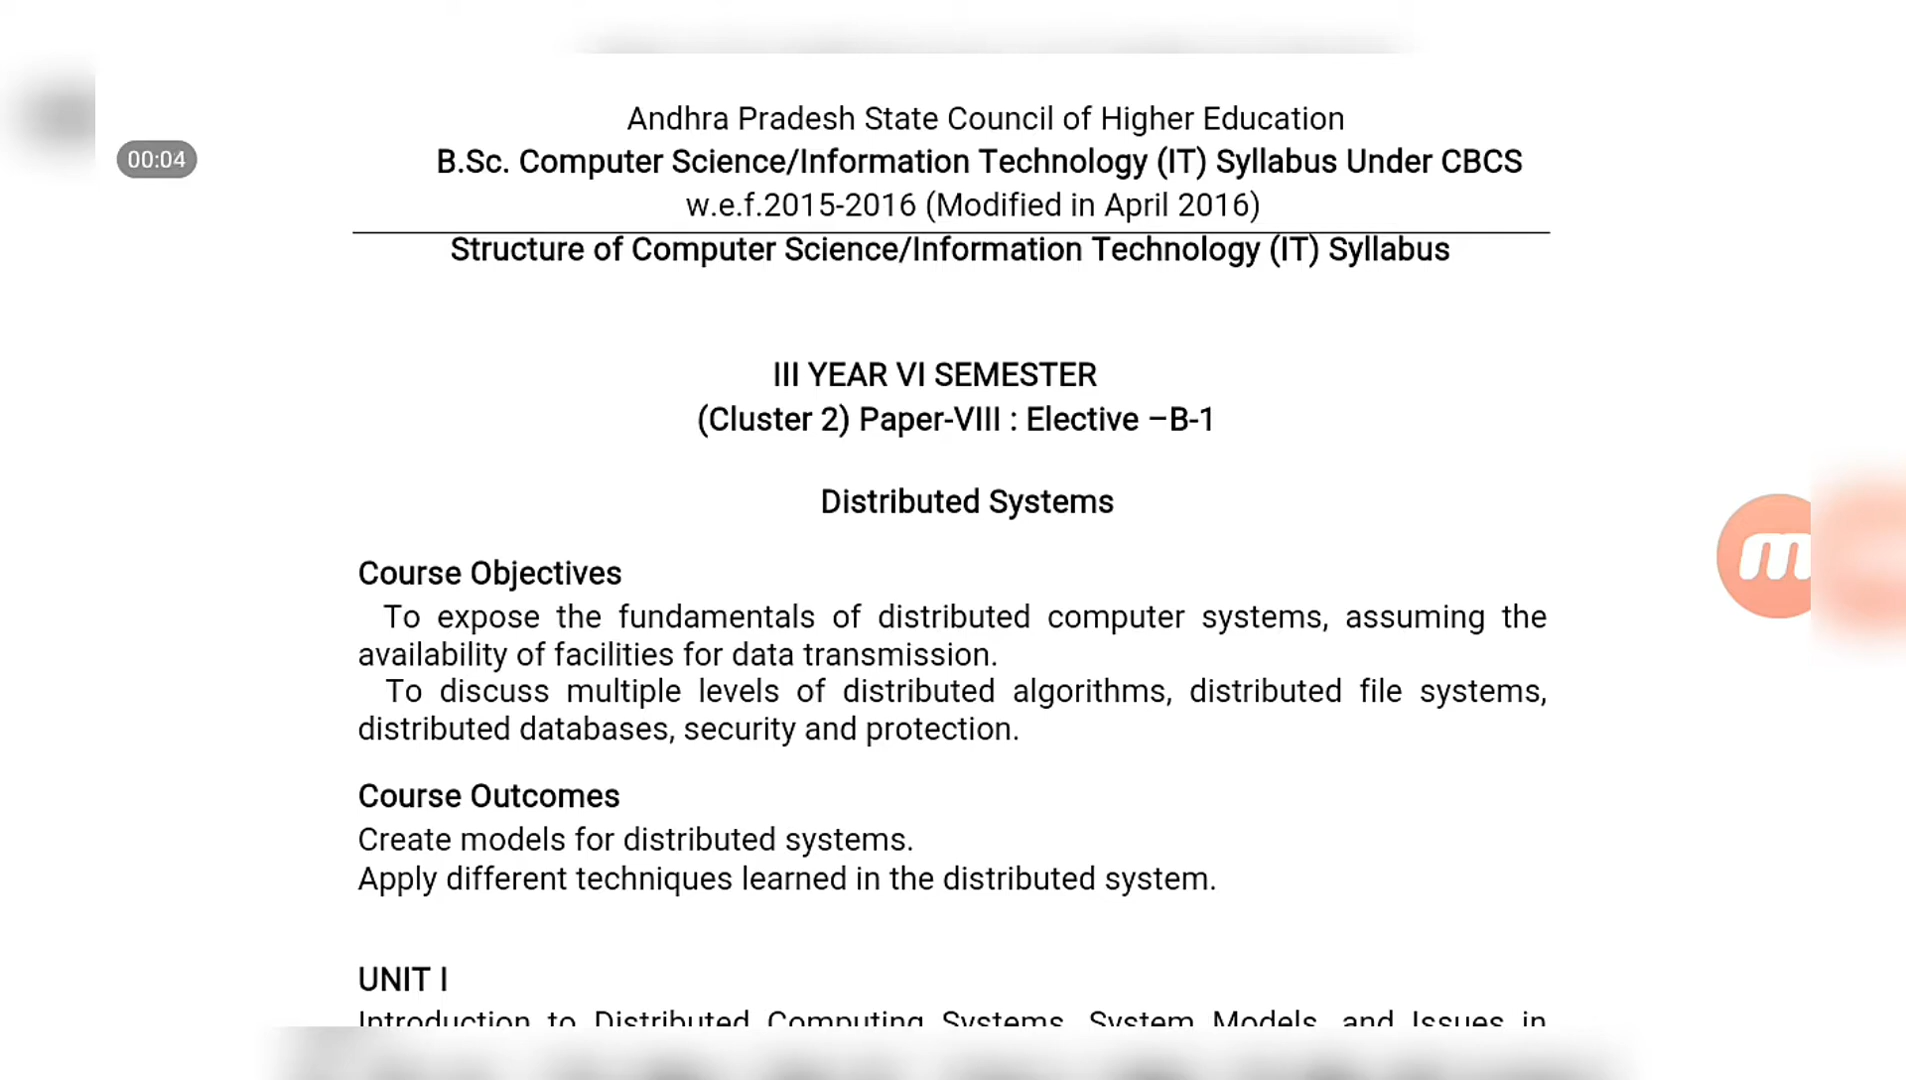 Andhra Pradesh State Council of Higher Education
00:04
B.Sc. Computer Science/Information Technology (IT) Syllabus Under CBCS
w.e.f.2015-2016 (Modified in April 2016)
Structure of Computer Science/Information Technology (IT) Syllabus
III YEAR VI SEMESTER
(Cluster 2) Paper-VIII : Elective –B-1
Distributed Systems
Course Objectives
To expose the fundamentals of distributed computer systems, assuming the
availability of facilities for data transmission.
To discuss multiple levels of distributed algorithms, distributed file systems,
distributed databases, security and protection.
Course Outcomes
Create models for distributed systems.
Apply different techniques learned in the distributed system.
UNIT I
Introduction to Distributed Computing Systems, System Models, and Issues in